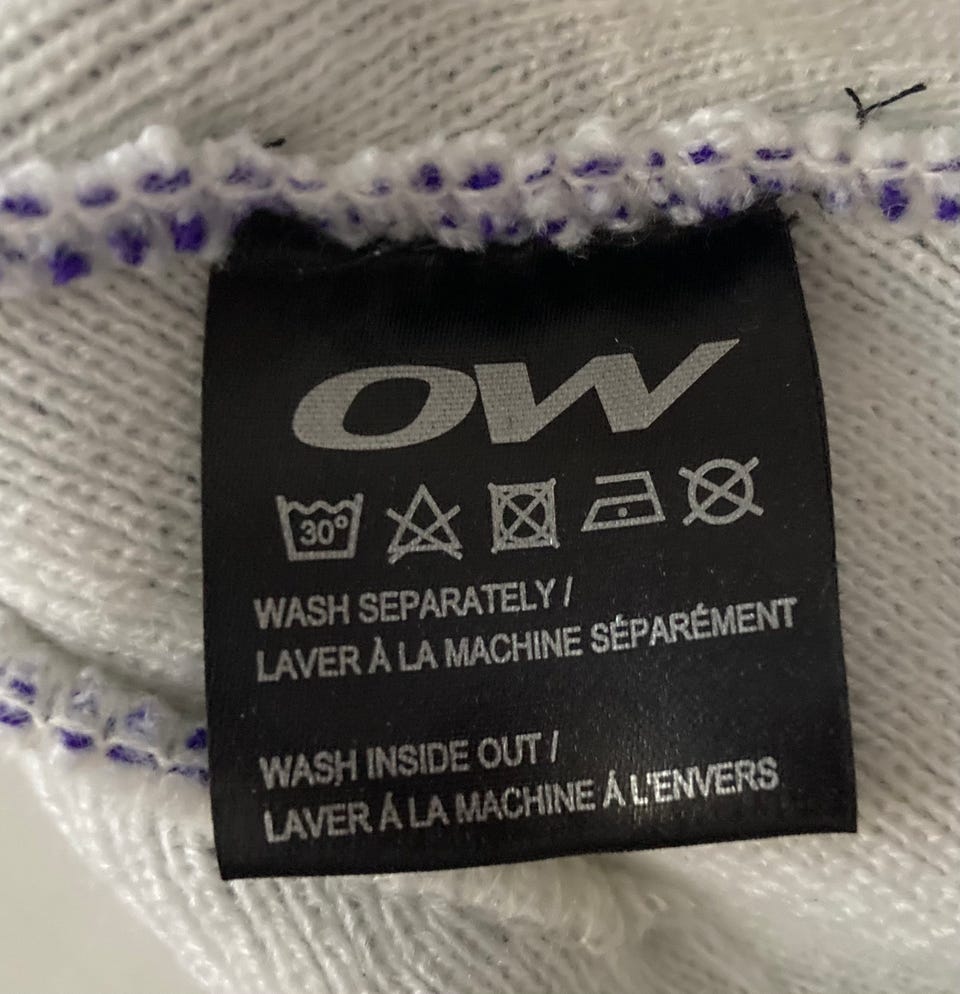 OW
30°
WASH SEPARATELY /
LAVER À LA MACHINE SÉPARÉMENT
WASH INSIDE OUT /
LAVER À LA MACHINE À L'ENVERS